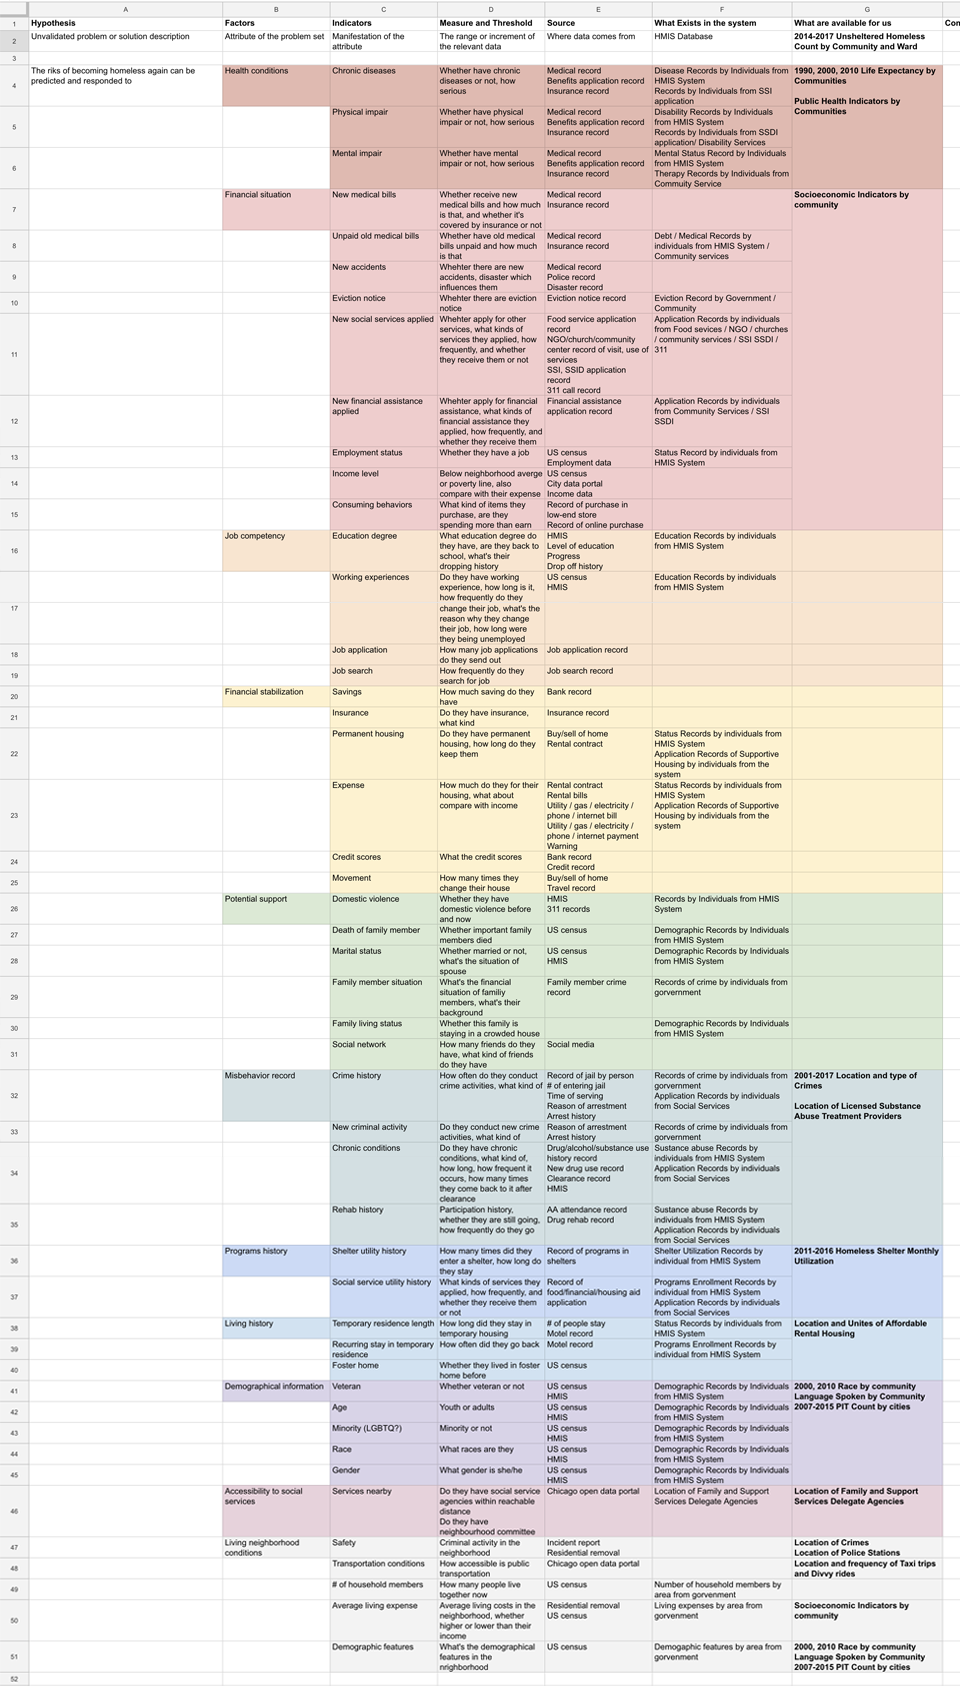 A B C D E F G
1 Hypothesis Factors Indicators Measure and Threshold Source What Exists in the system What are available for us Con
2 Unvalidated problem or solution description Attribute of the problem set Manifestation of the attribute The range or increment of the relevant data Where data comes from HMIS Database 2014-2017 Unsheltered Homeless Count by Community and Ward
3
4 The riks of becoming homeless again can be predicted and responded to Health conditions Chronic diseases Whether have chronic diseases or not, how serious Medical record Benefits application record Insurance record Disease Records by Individuals from HMIS System Records by Individuals from SSI application 1990, 2000, 2010 Life Expectancy by Communities Public Health Indicators by Communities
5 Physical impair Whether have physical impair or not, how serious Medical record Benefits application record Insurance record Disability Records by Individuals from HMIS System Records by Individuals from SSDI application/ Disability Services
6 Mental impair Whether have mental impair or not, how serious Medical record Benefits application record Insurance record Mental Status Record by Individuals from HMIS System Therapy Records by Individuals from Commuity Service
7 Financial situation New medical bills Whether receive new medical bills and how much is that, and whether it's covered by insurance or not Medical record Insurance record Socioeconomic Indicators by community
8 Unpaid old medical bills Whether have old medical bills unpaid and how much is that Medical record Insurance record Debt / Medical Records by individuals from HMIS System / Community services
9 New accidents Whehter there are new accidents, disaster which influences them Medical record Police record Disaster record
10 Eviction notice Whehter there are eviction notice Eviction notice record Eviction Record by Government / Community
11 New social services applied Whehter apply for other services, what kinds of services they applied, how frequently, and whether they receive them or not Food service application record NGO/church/community center record of visit, use of services SSI, SSID application record 311 call record Application Records by individuals from Food sevices / NGO / churches / community services / SSI SSDI / 311
12 New financial assistance applied Whehter apply for financial assistance, what kinds of financial assistance they applied, how frequently, and whether they receive them Financial assistance application record Application Records by individuals from Community Services / SSI SSDI
13 Employment status Whether they have a job US census Employment data Status Record by individuals from HMIS System
14 Income level Below neighborhood averge or poverty line, also compare with their expense US census City data portal Income data
15 Consuming behaviors What kind of items they purchase, are they spending more than earn Record of purchase in low-end store Record of online purchase
16 Job competency Education degree What education degree do they have, are they back to school, what's their dropping history HMIS Level of education Progress Drop off history Education Records by individuals from HMIS System
17 Working experiences Do they have working experience, how long is it, how frequently do they change their job, what's the reason why they change their job, how long were they being unemployed US census HMIS Education Records by individuals from HMIS System
18 Job application How many job applications do they send out Job application record
19 Job search How frequently do they search for job Job search record
20 Financial stabilization Savings How much saving do they have Bank record
21 Insurance Do they have insurance, what kind Insurance record
22 Permanent housing Do they have permanent housing, how long do they keep them Buy/sell of home Rental contract Status Records by individuals from HMIS System Application Records of Supportive Housing by individuals from the system
23 Expense How much do they for their housing, what about compare with income Rental contract Rental bills Utility / gas / electricity / phone / internet bill Utility / gas / electricity / phone / internet payment Warning Status Records by individuals from HMIS System Application Records of Supportive Housing by individuals from the system
24 Credit scores What the credit scores Bank record Credit record
25 Movement How many times they change their house Buy/sell of home Travel record
26 Potential support Domestic violence Whether they have domestic violence before and now HMIS 311 records Records by Individuals from HMIS System
27 Death of family member Whether important family members died US census Demographic Records by Individuals from HMIS System
28 Marital status Whether married or not, what's the situation of spouse US census HMIS Demographic Records by Individuals from HMIS System
29 Family member situation What's the financial situation of familiy members, what's their background Family member crime record Records of crime by individuals from gorvernment
30 Family living status Whether this family is staying in a crowded house Demographic Records by Individuals from HMIS System
31 Social network How many friends do they have, what kind of friends do they have Social media
32 Misbehavior record Crime history How often do they conduct crime activities, what kind of Record of jail by person # of entering jail Time of serving Reason of arrestment Arrest history Records of crime by individuals from gorvernment Application Records by individuals from Social Services 2001-2017 Location and type of Crimes Location of Licensed Substance Abuse Treatment Providers
33 New criminal activity Do they conduct new crime activities, what kind of Reason of arrestment Arrest history Records of crime by individuals from gorvernment
34 Chronic conditions Do they have chronic conditions, what kind of, how long, how frequent it occurs, how many times they come back to it after clearance Drug/alcohol/substance use history record New drug use record Clearance record HMIS Sustance abuse Records by individuals from HMIS System Application Records by individuals from Social Services
35 Rehab history Participation history, whether they are still going, how frequently do they go AA attendance record Drug rehab record Sustance abuse Records by individuals from HMIS System Application Records by individuals from Social Services
36 Programs history Shelter utility history How many times did they enter a shelter, how long do they stay Record of programs in shelters Shelter Utilization Records by individual from HMIS System 2011-2016 Homeless Shelter Monthly Utilization
37 Social service utility history What kinds of services they applied, how frequently, and whether they receive them or not Record of food/financial/housing aid application Programs Enrollment Records by individual from HMIS System Application Records by individuals from Social Services
38 Living history Temporary residence length How long did they stay in temporary housing # of people stay Motel record Status Records by individuals from HMIS System Location and Unites of Affordable Rental Housing
39 Recurring stay in temporary residence How often did they go back Motel record Programs Enrollment Records by individual from HMIS System
40 Foster home Whether they lived in foster home before US census
41 Demographical information Veteran Whether veteran or not US census HMIS Demographic Records by Individuals from HMIS System 2000, 2010 Race by community Language Spoken by Community
42 Age Youth or adults US census HMIS Demographic Records by Individuals from HMIS System 2007-2015 PIT Count by cities
43 Minority (LGBTQ?) Minority or not US census HMIS Demographic Records by Individuals from HMIS System
44 Race What races are they US census HMIS Demographic Records by Individuals from HMIS System
45 Gender What gender is she/he US census HMIS Demographic Records by Individuals from HMIS System
46 Accessibility to social services Services nearby Do they have social service agencies within reachable distance Do they have neighbourhood committee Chicago open data portal Location of Family and Support Services Delegate Agencies Location of Family and Support Services Delegate Agencies
47 Living neighborhood conditions Safety Criminal activity in the neighborhood Incident report Residential removal Location of Crimes Location of Police Stations
48 Transportation conditions How accessible is public transportation Chicago open data portal Location and frequency of Taxi trips and Divvy rides
49 # of household members How many people live together now US census Number of household members by area from gorvenment
50 Average living expense Average living costs in the neighborhood, whether higher or lower than their income Residential removal US census Living expenses by area from gorvenment Socioeconomic Indicators by community
51 Demographic features What's the demographical features in the nrighborhood US census Demogaphic features by area from gorvenment 2000, 2010 Race by community Language Spoken by Community 2007-2015 PIT Count by cities
52